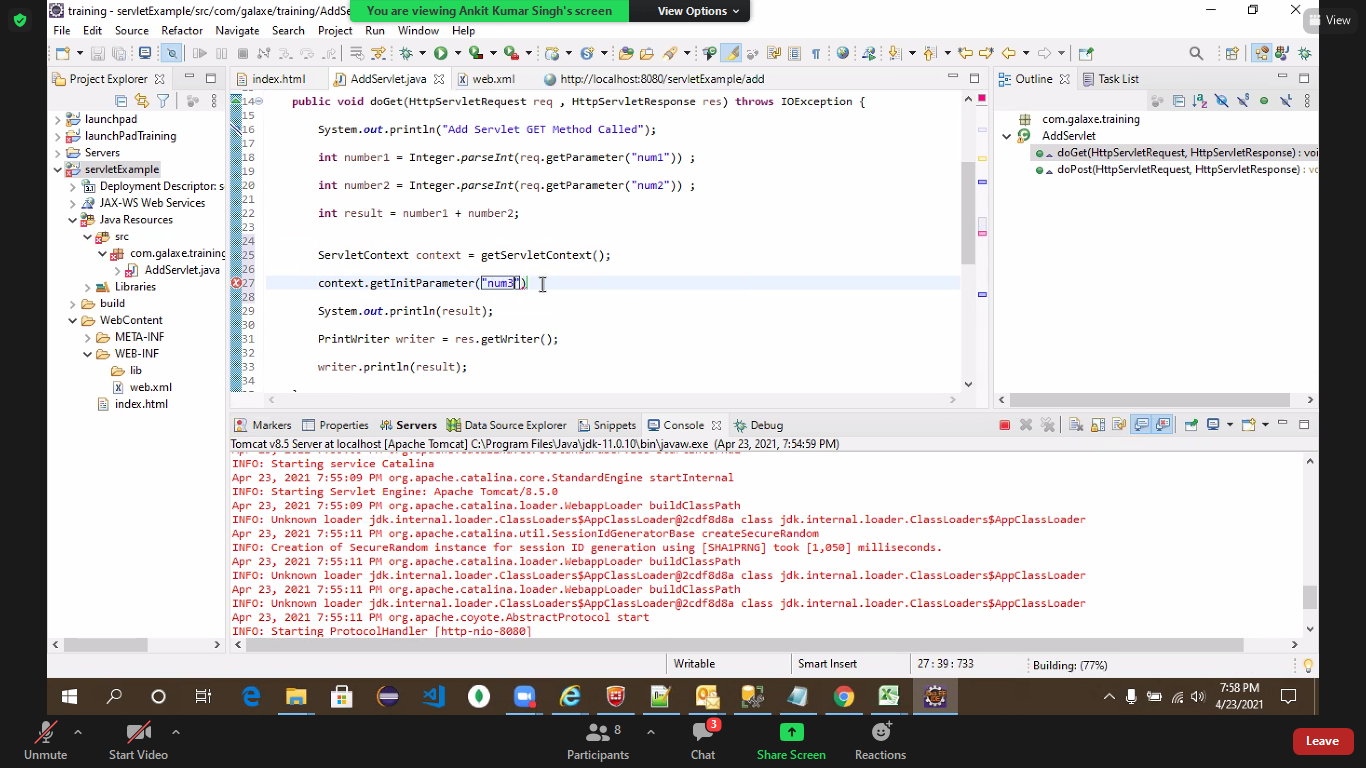 training - servletExample/src/com/galaxe/training/AddSe
You are viewing Ankit Kumar Singh's screen
View Options
View
File Edit Source Refactor Navigate Search Project Run Window Help
Project Explorer
index.html
AddServlet.java
web.xml
http://localhost:8080/servletExample/add
Outline
Task List
launchpad
launchPadTraining
Servers
servletExample
Deployment Descriptor: s
JAX-WS Web Services
Java Resources
src
com.galaxe.training
AddServlet.java
Libraries
build
WebContent
META-INF
WEB-INF
lib
web.xml
index.html
14 public void doGet(HttpServletRequest req , HttpServletResponse res) throws IOException {
15
16 System.out.println("Add Servlet GET Method Called");
17
18 int number1 = Integer.parseInt(req.getParameter("num1")) ;
19
20 int number2 = Integer.parseInt(req.getParameter("num2")) ;
21
22 int result = number1 + number2;
23
24
25 ServletContext context = getServletContext();
26
27 context.getInitParameter("num3")
28
29 System.out.println(result);
30
31 PrintWriter writer = res.getWriter();
32
33 writer.println(result);
34
com.galaxe.training
AddServlet
doGet(HttpServletRequest, HttpServletResponse) : voi
doPost(HttpServletRequest, HttpServletResponse) : vo
Markers Properties Servers Data Source Explorer Snippets Console Debug
Tomcat v8.5 Server at localhost [Apache Tomcat] C:\Program Files\Java\jdk-11.0.10\bin\javaw.exe (Apr 23, 2021, 7:54:59 PM)
INFO: Starting service Catalina
Apr 23, 2021 7:55:09 PM org.apache.catalina.core.StandardEngine startInternal
INFO: Starting Servlet Engine: Apache Tomcat/8.5.0
Apr 23, 2021 7:55:09 PM org.apache.catalina.loader.WebappLoader buildClassPath
INFO: Unknown loader jdk.internal.loader.ClassLoaders$AppClassLoader@2cdf8d8a class jdk.internal.loader.ClassLoaders$AppClassLoader
Apr 23, 2021 7:55:11 PM org.apache.catalina.util.SessionIdGeneratorBase createSecureRandom
INFO: Creation of SecureRandom instance for session ID generation using [SHA1PRNG] took [1,050] milliseconds.
Apr 23, 2021 7:55:11 PM org.apache.catalina.loader.WebappLoader buildClassPath
INFO: Unknown loader jdk.internal.loader.ClassLoaders$AppClassLoader@2cdf8d8a class jdk.internal.loader.ClassLoaders$AppClassLoader
Apr 23, 2021 7:55:11 PM org.apache.catalina.loader.WebappLoader buildClassPath
INFO: Unknown loader jdk.internal.loader.ClassLoaders$AppClassLoader@2cdf8d8a class jdk.internal.loader.ClassLoaders$AppClassLoader
Apr 23, 2021 7:55:11 PM org.apache.coyote.AbstractProtocol start
INFO: Starting ProtocolHandler [http-nio-8080]
Writable
Smart Insert
27 : 39 : 733
Building: (77%)
7:58 PM
4/23/2021
Unmute
Start Video
Participants
8
Chat
3
Share Screen
Reactions
Leave